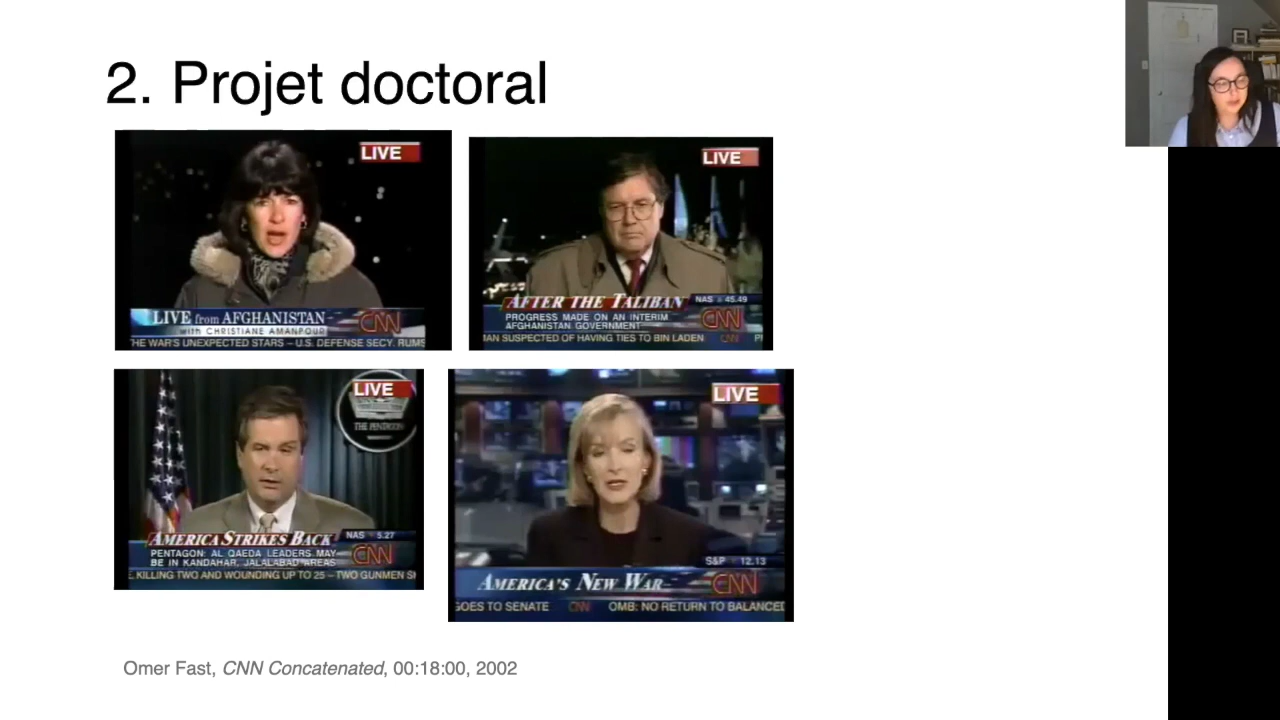 2. Projet doctoral
LIVE
LIVE from AFGHANISTAN
with CHRISTIANE AMANPOUR
CNN
THE WAR'S UNEXPECTED STARS – U.S. DEFENSE SECY. RUMS
LIVE
AFTER THE TALIBAN
NAS 45.49
PROGRESS MADE ON AN INTERIM
AFGHANISTAN GOVERNMENT
CNN
MAN SUSPECTED OF HAVING TIES TO BIN LADEN CNN
LIVE
THE PENTAGON
AMERICA STRIKES BACK
NAS 5.27
PENTAGON: AL QAEDA LEADERS MAY
BE IN KANDAHAR, JALALABAD AREAS
CNN
E. KILLING TWO AND WOUNDING UP TO 25 – TWO GUNMEN
LIVE
S&P 12.13
AMERICA'S NEW WAR
CNN
GOES TO SENATE CNN OMB: NO RETURN TO BALANCED
Omer Fast, CNN Concatenated, 00:18:00, 2002